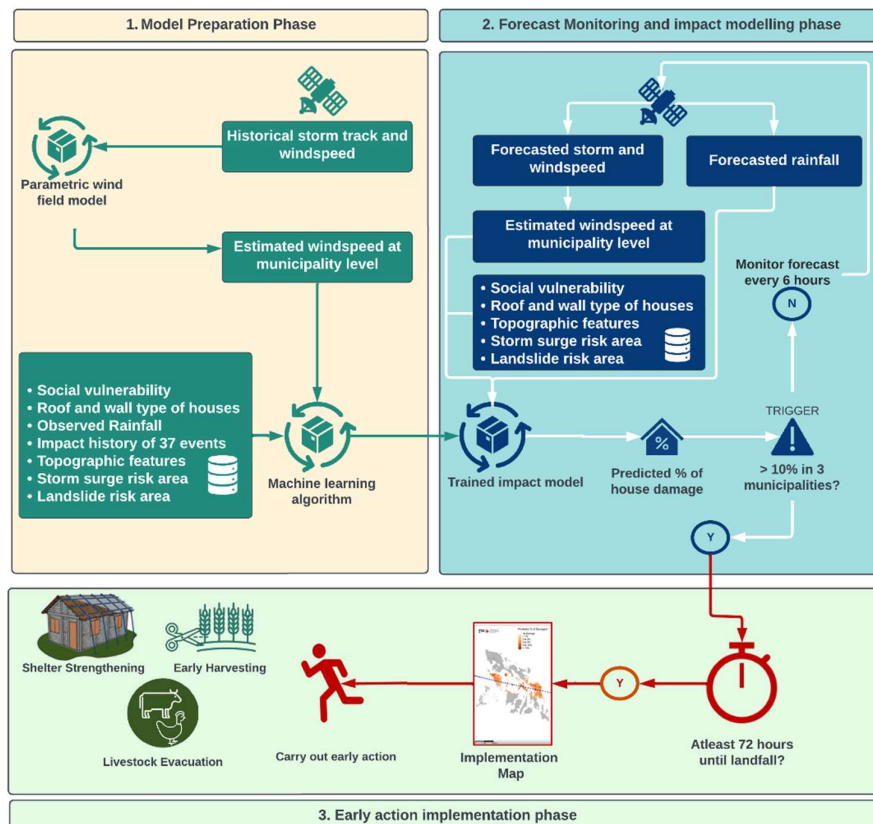 1. Model Preparation Phase
Historical storm track and
windspeed
Parametric wind
field model
Estimated windspeed at
municipality level
• Social vulnerability
• Roof and wall type of houses
• Observed Rainfall
• Impact history of 37 events
• Topographic features
• Storm surge risk area
• Landslide risk area
Machine learning
algorithm
2. Forecast Monitoring and impact modelling phase
Forecasted storm and
windspeed
Forecasted rainfall
Estimated windspeed at
municipality level
• Social vulnerability
• Roof and wall type of houses
• Topographic features
• Storm surge risk area
• Landslide risk area
Monitor forecast
every 6 hours
N
Trained impact model
%
Predicted % of
house damage
TRIGGER
> 10% in 3
municipalities?
Y
Shelter Strengthening
Early Harvesting
Livestock Evacuation
Carry out early action
Implementation
Map
Y
Atleast 72 hours
until landfall?
3. Early action implementation phase